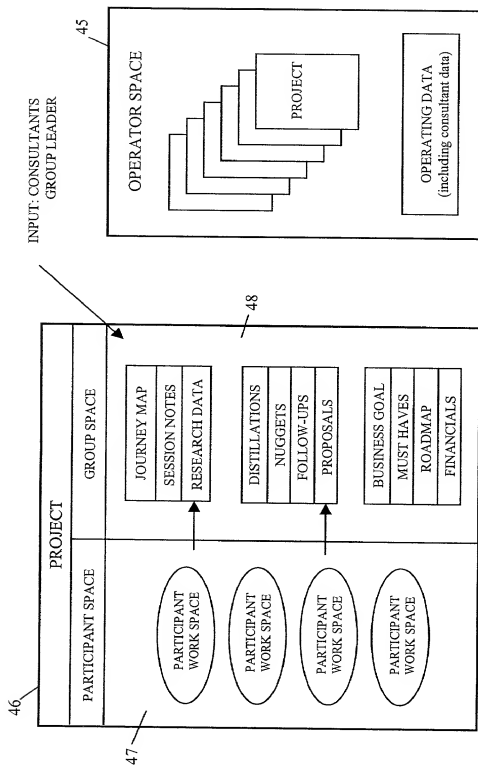 46
PROJECT
PARTICIPANT SPACE
GROUP SPACE
47
PARTICIPANT
WORK SPACE
PARTICIPANT
WORK SPACE
PARTICIPANT
WORK SPACE
PARTICIPANT
WORK SPACE
JOURNEY MAP
SESSION NOTES
RESEARCH DATA
DISTILLATIONS
NUGGETS
FOLLOW-UPS
PROPOSALS
BUSINESS GOAL
MUST HAVES
ROADMAP
FINANCIALS
48
INPUT: CONSULTANTS
GROUP LEADER
45
OPERATOR SPACE
PROJECT
OPERATING DATA
(including consultant data)